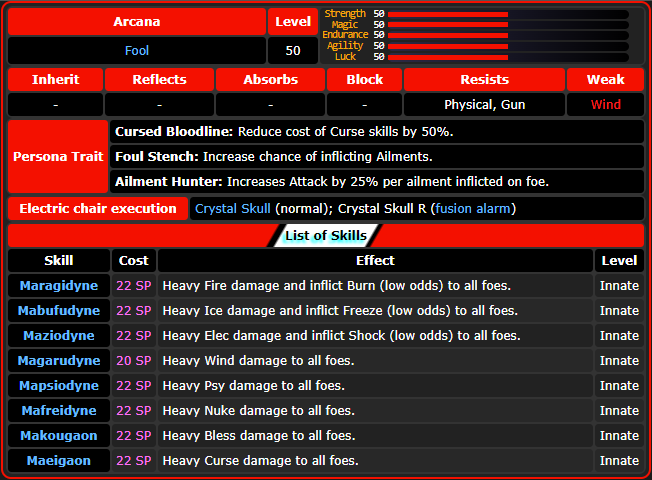 Arcana Level
Fool 50
Strength 50
Magic 50
Endurance 50
Agility 50
Luck 50
Inherit Reflects Absorbs Block Resists Weak
- - - - Physical, Gun Wind
Persona Trait
Cursed Bloodline: Reduce cost of Curse skills by 50%.
Foul Stench: Increase chance of inflicting Ailments.
Ailment Hunter: Increases Attack by 25% per ailment inflicted on foe.
Electric chair execution Crystal Skull (normal); Crystal Skull R (fusion alarm)
List of Skills
Skill Cost Effect Level
Maragidyne 22 SP Heavy Fire damage and inflict Burn (low odds) to all foes. Innate
Mabufudyne 22 SP Heavy Ice damage and inflict Freeze (low odds) to all foes. Innate
Maziodyne 22 SP Heavy Elec damage and inflict Shock (low odds) to all foes. Innate
Magarudyne 20 SP Heavy Wind damage to all foes. Innate
Mapsiodyne 22 SP Heavy Psy damage to all foes. Innate
Mafreidyne 22 SP Heavy Nuke damage to all foes. Innate
Makougaon 22 SP Heavy Bless damage to all foes. Innate
Maeigaon 22 SP Heavy Curse damage to all foes. Innate